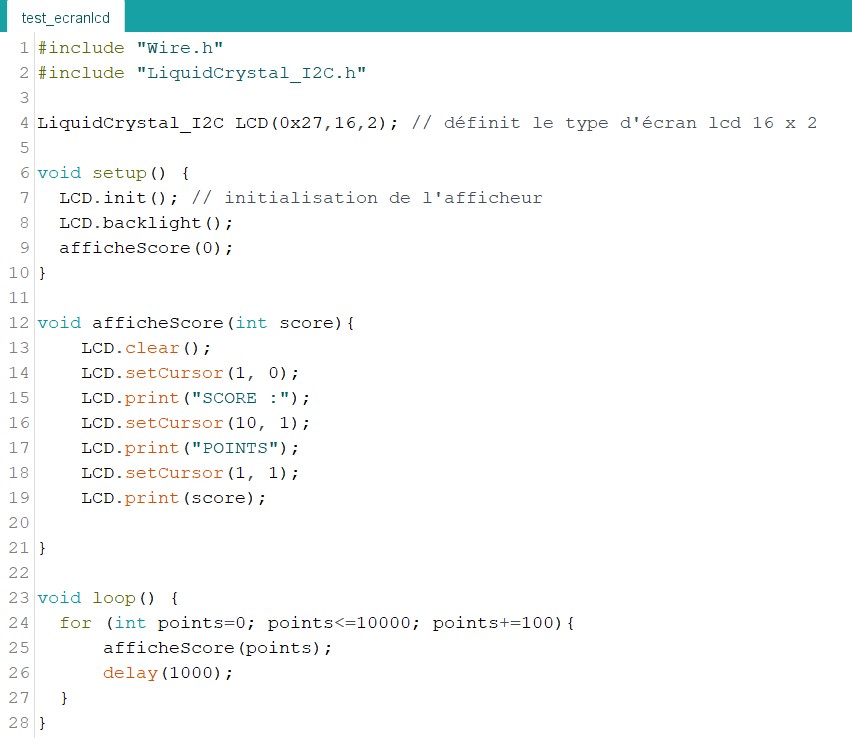 test_ecranlcd
1 #include "Wire.h"
2 #include "LiquidCrystal_I2C.h"
3
4 LiquidCrystal_I2C LCD(0x27,16,2); // définit le type d'écran lcd 16 x 2
5
6 void setup() {
7   LCD.init(); // initialisation de l'afficheur
8   LCD.backlight();
9   afficheScore(0);
10 }
11
12 void afficheScore(int score){
13     LCD.clear();
14     LCD.setCursor(1, 0);
15     LCD.print("SCORE :");
16     LCD.setCursor(10, 1);
17     LCD.print("POINTS");
18     LCD.setCursor(1, 1);
19     LCD.print(score);
20
21 }
22
23 void loop() {
24   for (int points=0; points<=10000; points+=100){
25       afficheScore(points);
26       delay(1000);
27   }
28 }